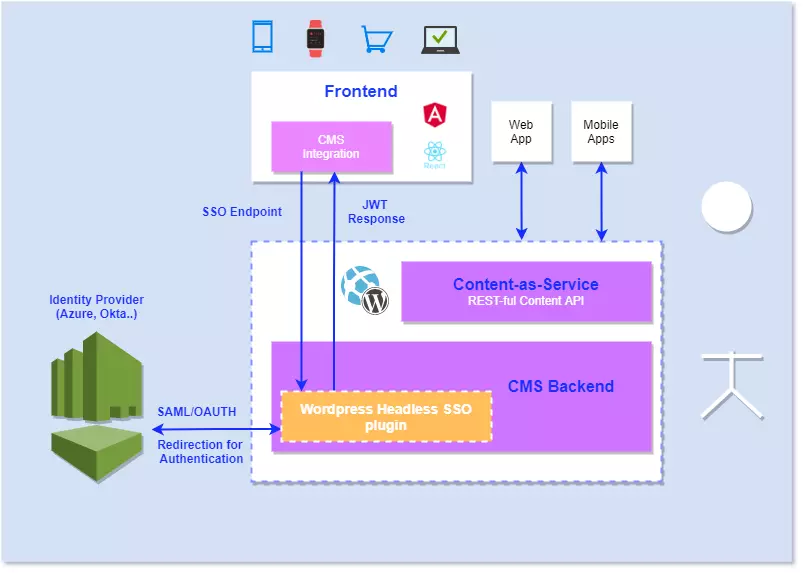 Frontend
CMS
Integration
React
Web
App
Mobile
Apps
SSO Endpoint
JWT
Response
Content-as-Service
REST-ful Content API
Identity Provider
(Azure, Okta..)
CMS Backend
Wordpress Headless SSO
plugin
SAML/OAUTH
Redirection for
Authentication